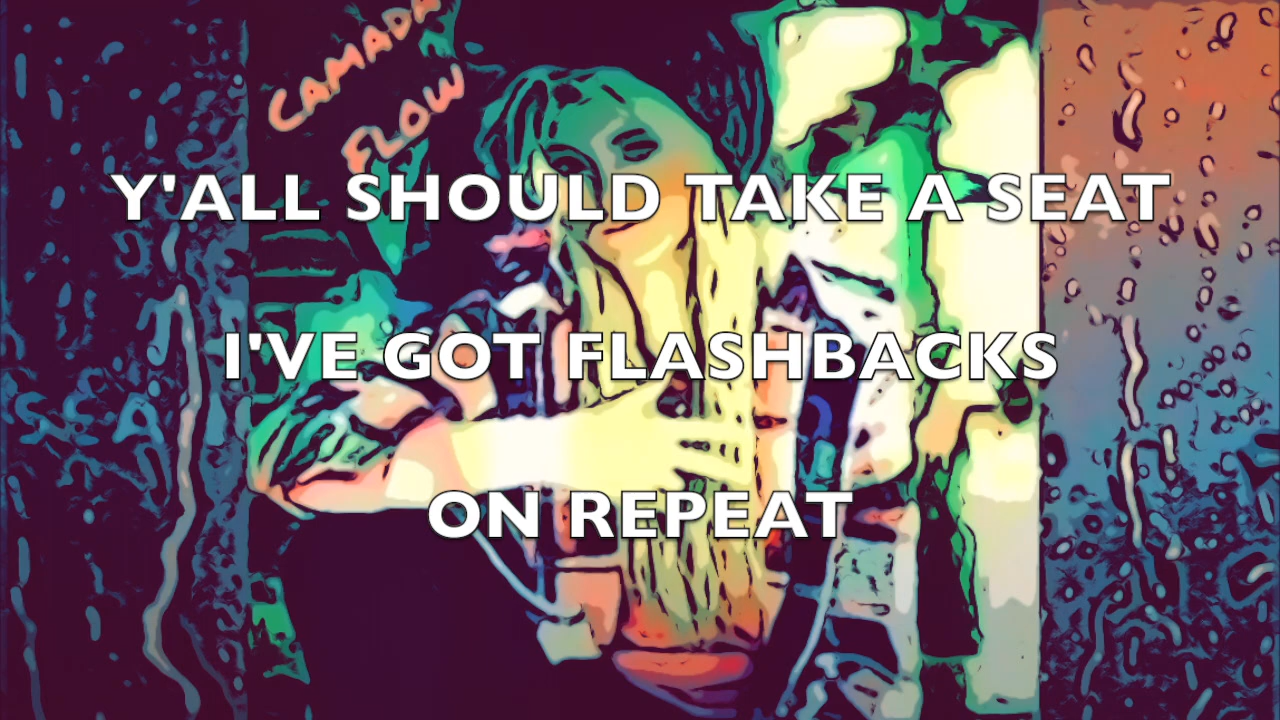 CAMADA
FLOW
Y'ALL SHOULD TAKE A SEAT
I'VE GOT FLASHBACKS
ON REPEAT